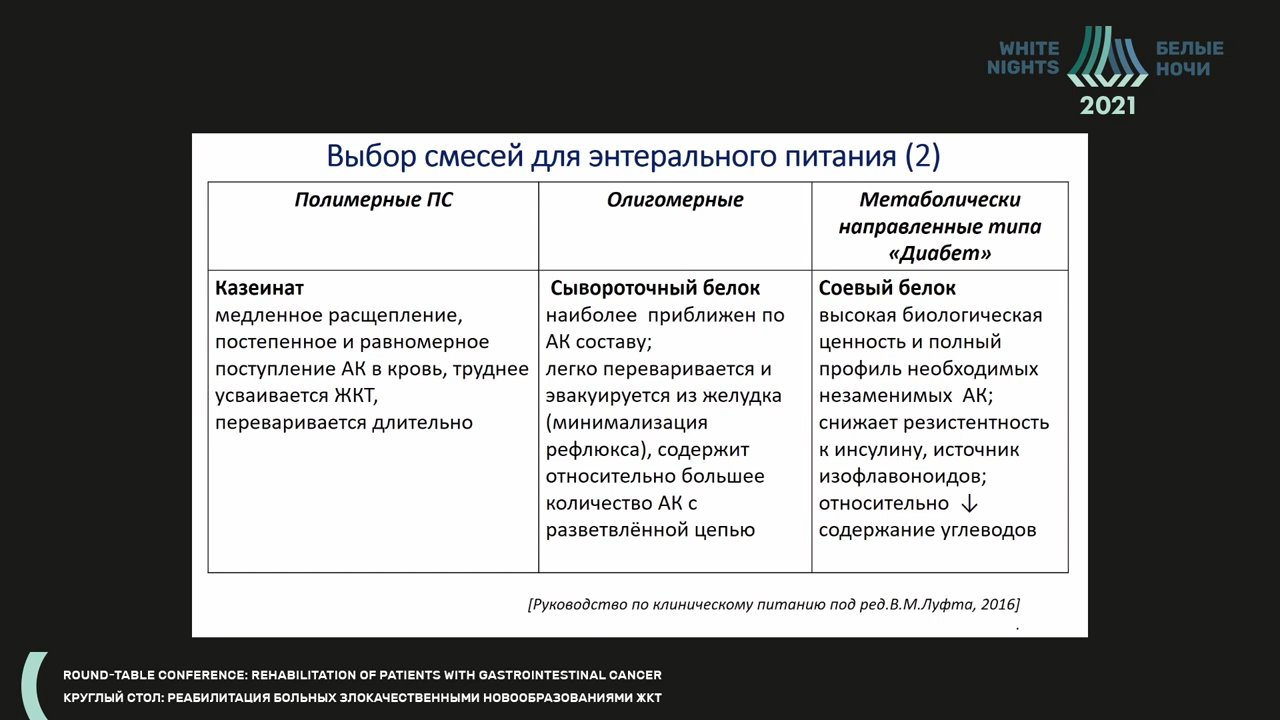 WHITE
NIGHTS
БЕЛЫЕ
НОЧИ
2021
Выбор смесей для энтерального питания (2)
Полимерные ПС
Олигомерные
Метаболически
направленные типа
«Диабет»
Казеинат
медленное расщепление,
постепенное и равномерное
поступление АК в кровь, труднее
усваивается ЖКТ,
переваривается длительно
Сывороточный белок
наиболее приближен по
АК составу;
легко переваривается и
эвакуируется из желудка
(минимализация
рефлюкса), содержит
относительно большее
количество АК с
разветвлённой цепью
Соевый белок
высокая биологическая
ценность и полный
профиль необходимых
незаменимых АК;
снижает резистентность
к инсулину, источник
изофлавоноидов;
относительно ↓
содержание углеводов
[Руководство по клиническому питанию под ред.В.М.Луфта, 2016]
.
ROUND-TABLE CONFERENCE: REHABILITATION OF PATIENTS WITH GASTROINTESTINAL CANCER
КРУГЛЫЙ СТОЛ: РЕАБИЛИТАЦИЯ БОЛЬНЫХ ЗЛОКАЧЕСТВЕННЫМИ НОВООБРАЗОВАНИЯМИ ЖКТ